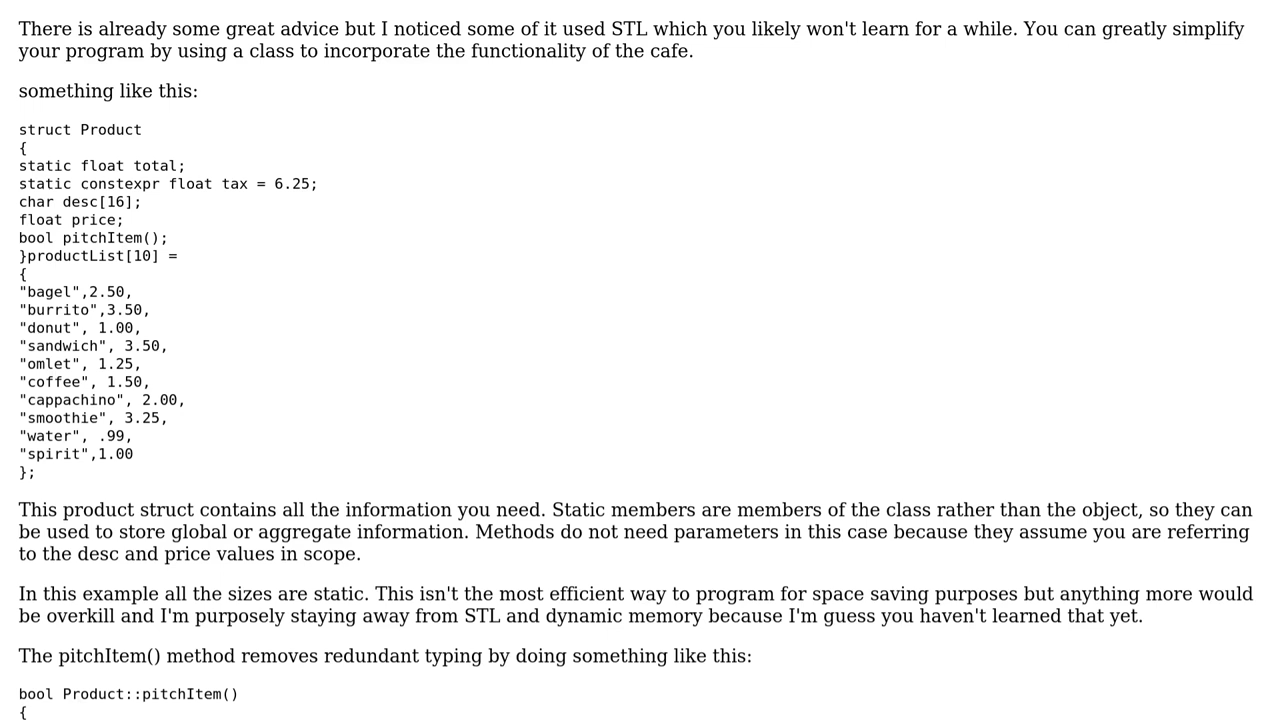 There is already some great advice but I noticed some of it used STL which you likely won't learn for a while. You can greatly simplify
your program by using a class to incorporate the functionality of the cafe.
something like this:
struct Product
{
static float total;
static constexpr float tax = 6.25;
char desc[16];
float price;
bool pitchItem();
}productList[10] =
{
"bagel",2.50,
"burrito",3.50,
"donut", 1.00,
"sandwich", 3.50,
"omlet", 1.25,
"coffee", 1.50,
"cappachino", 2.00,
"smoothie", 3.25,
"water", .99,
"spirit",1.00
};
This product struct contains all the information you need. Static members are members of the class rather than the object, so they can
be used to store global or aggregate information. Methods do not need parameters in this case because they assume you are referring
to the desc and price values in scope.
In this example all the sizes are static. This isn't the most efficient way to program for space saving purposes but anything more would
be overkill and I'm purposely staying away from STL and dynamic memory because I'm guess you haven't learned that yet.
The pitchItem() method removes redundant typing by doing something like this:
bool Product::pitchItem()
{